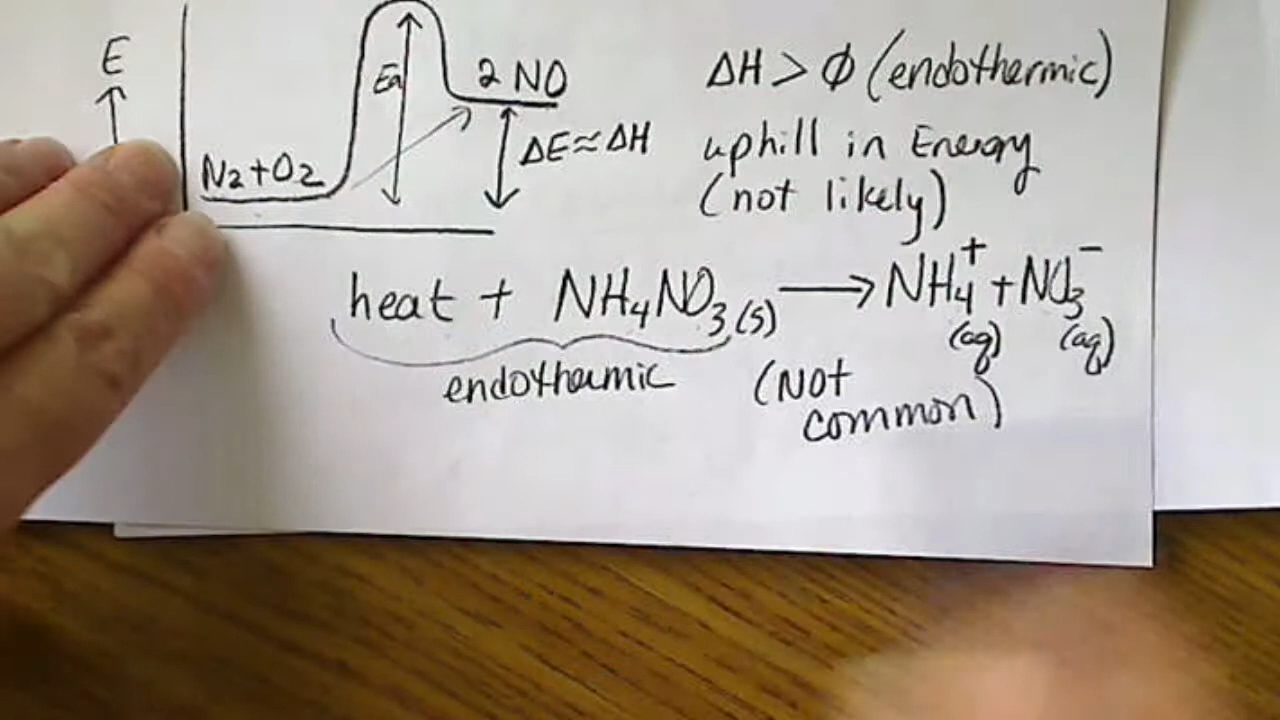 E
Ea
2 NO
N₂+O₂
ΔE≈ΔH
ΔH > ϕ (endothermic)
uphill in Energy
(not likely)
heat + NH₄NO₃(s) → NH₄⁺(aq) + NO₃⁻(aq)
endothermic
(Not
common)